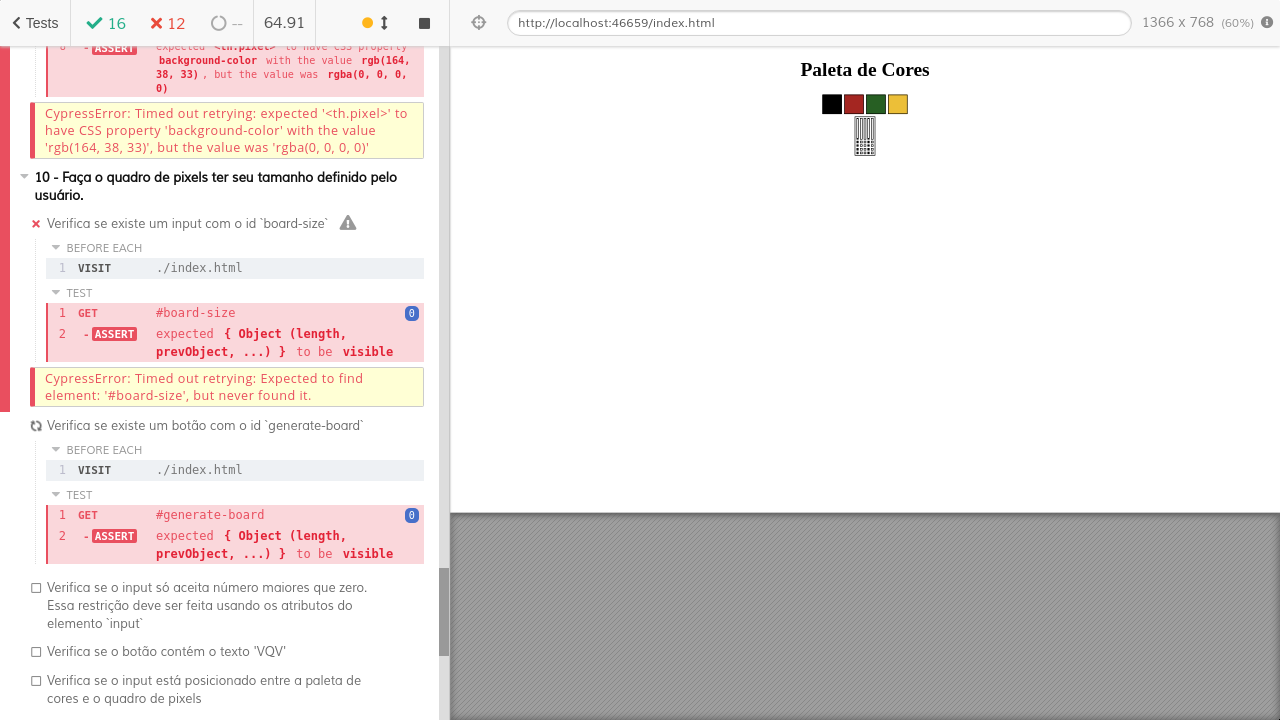 Tests
16
12
--
64.91
http://localhost:46659/index.html
1366 x 768 (60%)
- ASSERT expected <th.pixel> to have CSS property
background-color with the value rgb(164,
38, 33) , but the value was rgba(0, 0, 0,
0)
CypressError: Timed out retrying: expected '<th.pixel>' to
have CSS property 'background-color' with the value
'rgb(164, 38, 33)', but the value was 'rgba(0, 0, 0, 0)'
10 - Faça o quadro de pixels ter seu tamanho definido pelo
usuário.
Verifica se existe um input com o id `board-size`
BEFORE EACH
1 VISIT ./index.html
TEST
1 GET #board-size 0
2 - ASSERT expected { Object (length,
prevObject, ...) } to be visible
CypressError: Timed out retrying: Expected to find
element: '#board-size', but never found it.
Verifica se existe um botão com o id `generate-board`
BEFORE EACH
1 VISIT ./index.html
TEST
1 GET #generate-board 0
2 - ASSERT expected { Object (length,
prevObject, ...) } to be visible
Verifica se o input só aceita número maiores que zero.
Essa restrição deve ser feita usando os atributos do
elemento `input`
Verifica se o botão contém o texto 'VQV'
Verifica se o input está posicionado entre a paleta de
cores e o quadro de pixels
Paleta de Cores